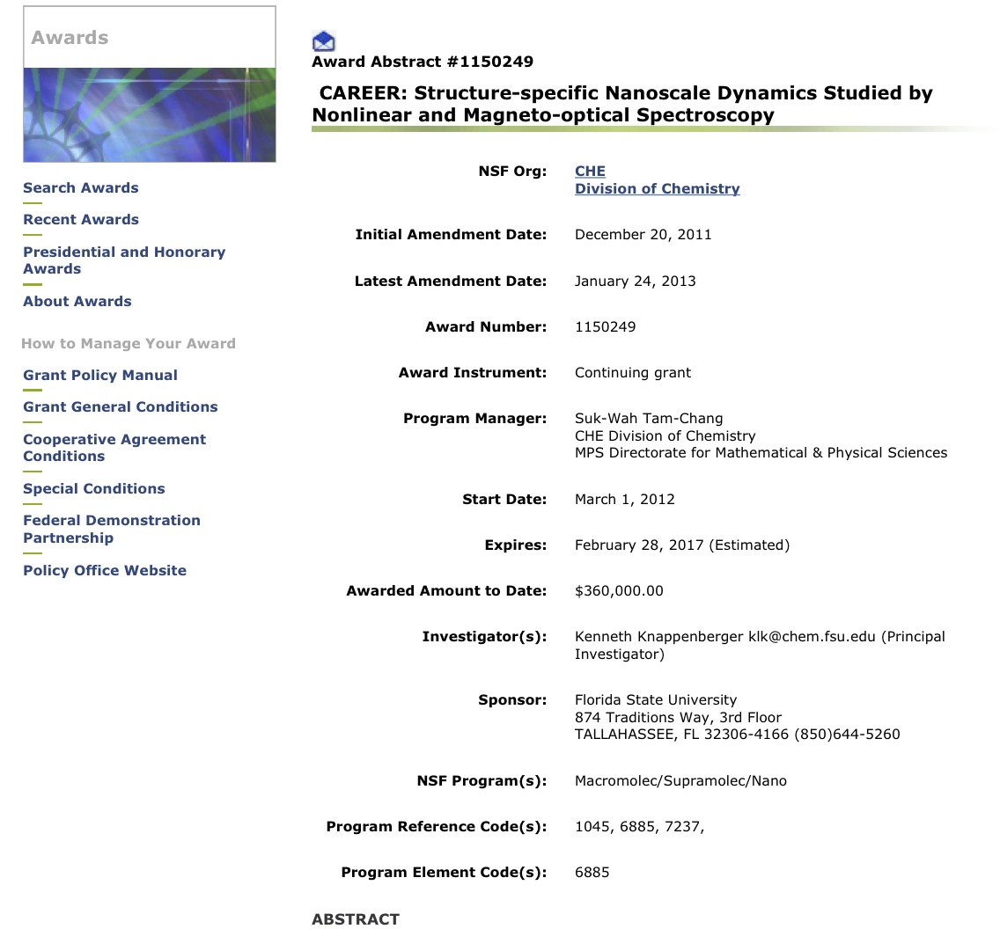 Awards
Search Awards
Recent Awards
Presidential and Honorary
Awards
About Awards
How to Manage Your Award
Grant Policy Manual
Grant General Conditions
Cooperative Agreement
Conditions
Special Conditions
Federal Demonstration
Partnership
Policy Office Website
Award Abstract #1150249
CAREER: Structure-specific Nanoscale Dynamics Studied by
Nonlinear and Magneto-optical Spectroscopy
NSF Org: CHE
Division of Chemistry
Initial Amendment Date: December 20, 2011
Latest Amendment Date: January 24, 2013
Award Number: 1150249
Award Instrument: Continuing grant
Program Manager: Suk-Wah Tam-Chang
CHE Division of Chemistry
MPS Directorate for Mathematical & Physical Sciences
Start Date: March 1, 2012
Expires: February 28, 2017 (Estimated)
Awarded Amount to Date: $360,000.00
Investigator(s): Kenneth Knappenberger klk@chem.fsu.edu (Principal
Investigator)
Sponsor: Florida State University
874 Traditions Way, 3rd Floor
TALLAHASSEE, FL 32306-4166 (850)644-5260
NSF Program(s): Macromolec/Supramolec/Nano
Program Reference Code(s): 1045, 6885, 7237,
Program Element Code(s): 6885
ABSTRACT